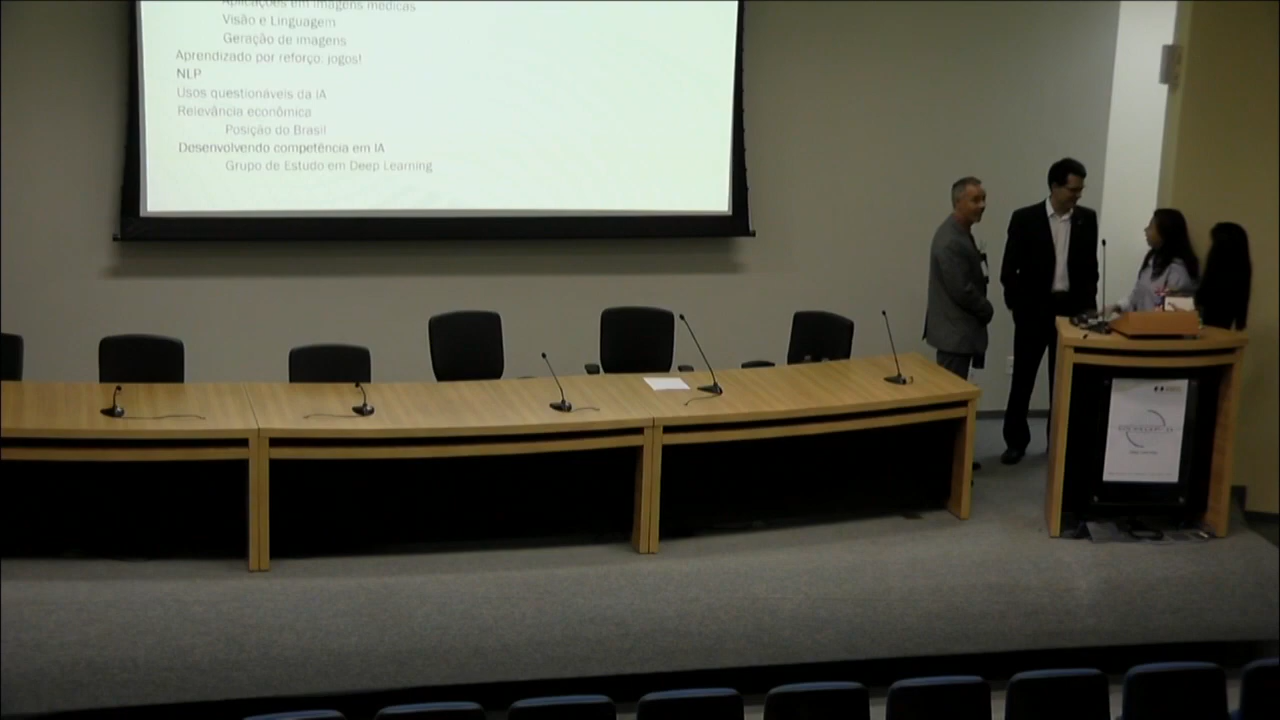 Aplicações em imagens médicas
Visão e Linguagem
Geração de imagens
Aprendizado por reforço: jogos!
NLP
Usos questionáveis da IA
Relevância econômica
Posição do Brasil
Desenvolvendo competência em IA
Grupo de Estudo em Deep Learning